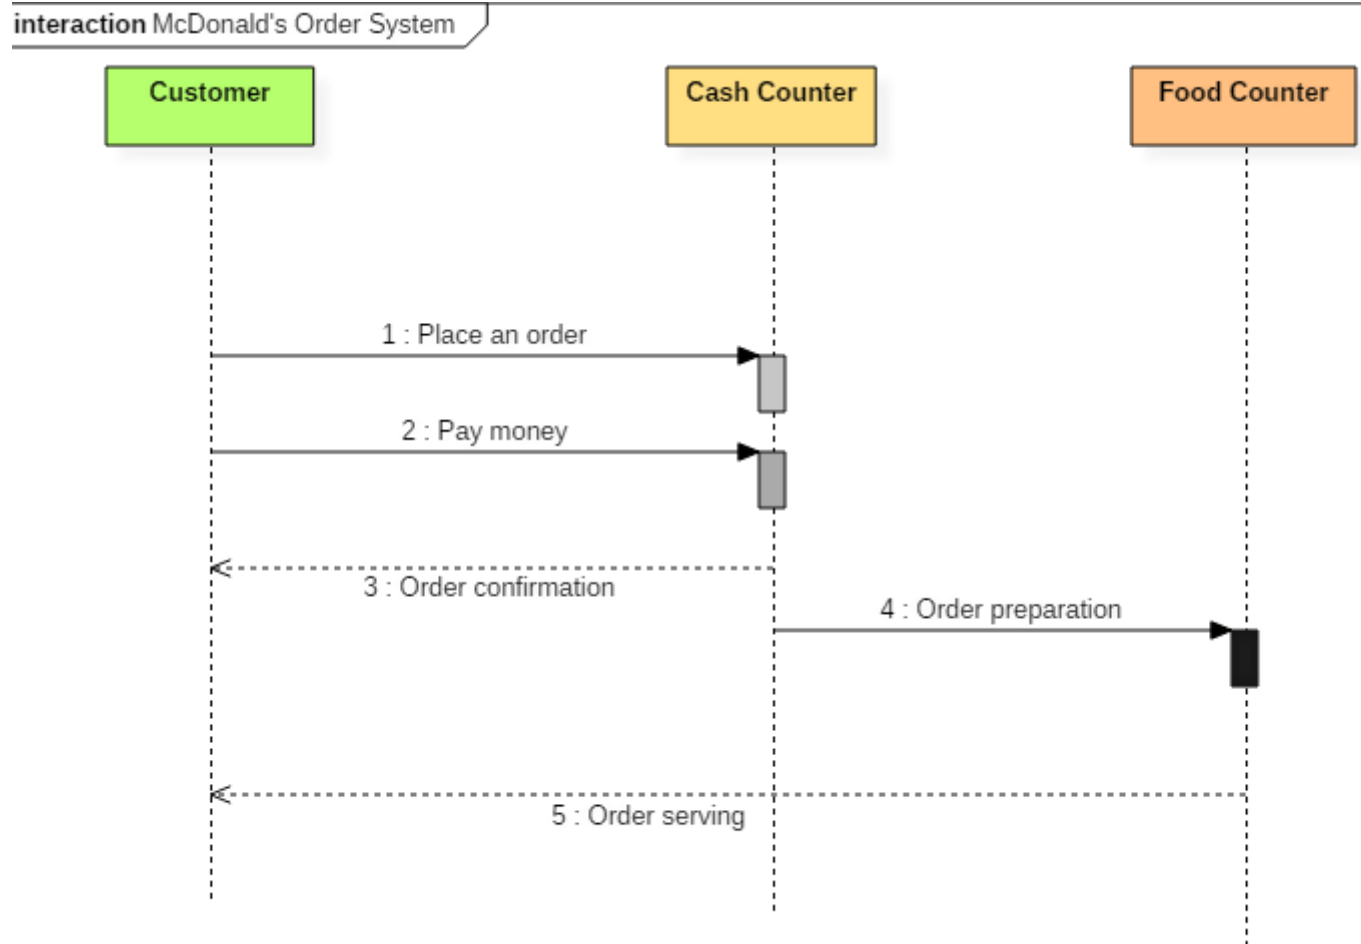 interaction McDonald's Order System
Customer
Cash Counter
Food Counter
1 : Place an order
2 : Pay money
3 : Order confirmation
4 : Order preparation
5 : Order serving